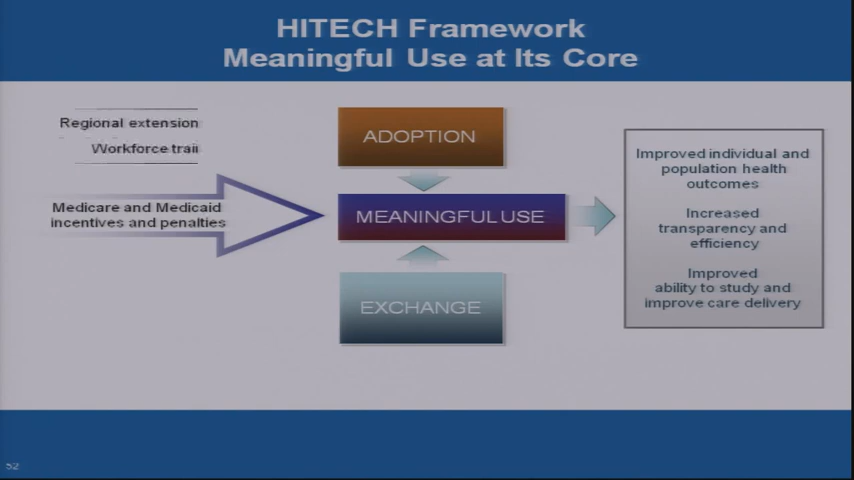 HITECH Framework
Meaningful Use at Its Core
Regional extension
Workforce trai
Medicare and Medicaid
incentives and penalties
ADOPTION
MEANINGFUL USE
EXCHANGE
Improved individual and
population health
outcomes
Increased
transparency and
efficiency
Improved
ability to study and
improve care delivery
52